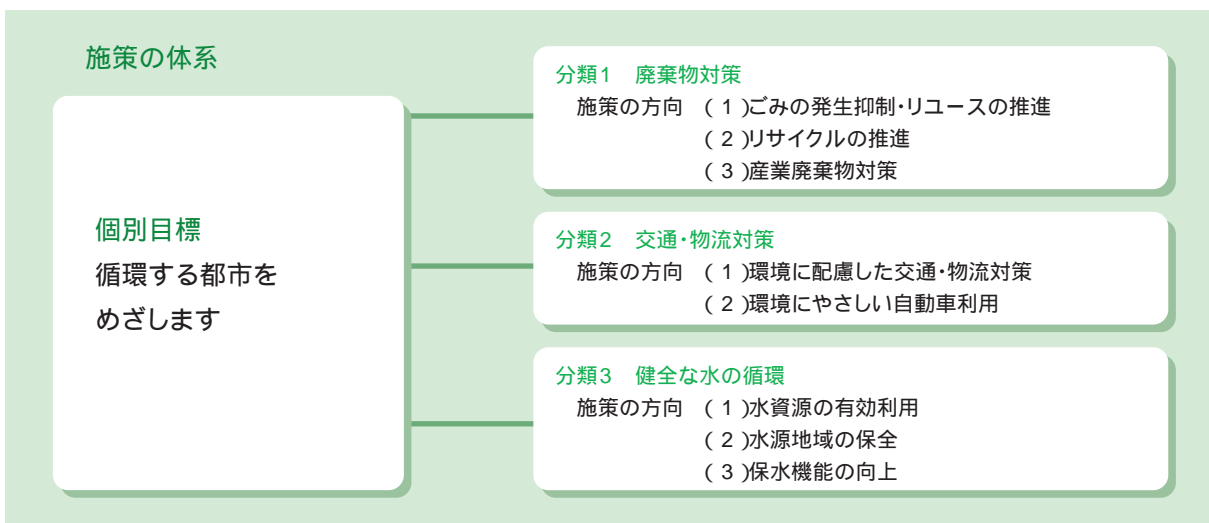 施策の体系
個別目標
循環する都市を
めざします
分類1 廃棄物対策
施策の方向 (1)ごみの発生抑制・リユースの推進
(2)リサイクルの推進
(3)産業廃棄物対策
分類2 交通・物流対策
施策の方向 (1)環境に配慮した交通・物流対策
(2)環境にやさしい自動車利用
分類3 健全な水の循環
施策の方向 (1)水資源の有効利用
(2)水源地域の保全
(3)保水機能の向上